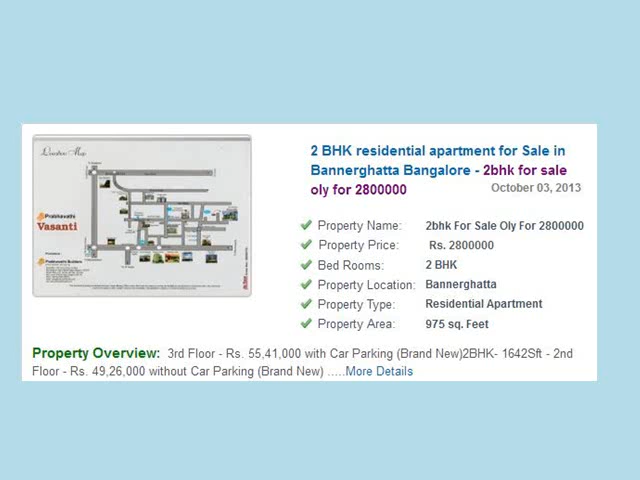 Location Map
Prabhavathi
Vasanti
Prabhavathi Builders
2 BHK residential apartment for Sale in
Bannerghatta Bangalore - 2bhk for sale
oly for 2800000
October 03, 2013
Property Name: 2bhk For Sale Oly For 2800000
Property Price: Rs. 2800000
Bed Rooms: 2 BHK
Property Location: Bannerghatta
Property Type: Residential Apartment
Property Area: 975 sq. Feet
Property Overview: 3rd Floor - Rs. 55,41,000 with Car Parking (Brand New)2BHK- 1642Sft - 2nd
Floor - Rs. 49,26,000 without Car Parking (Brand New) .....More Details